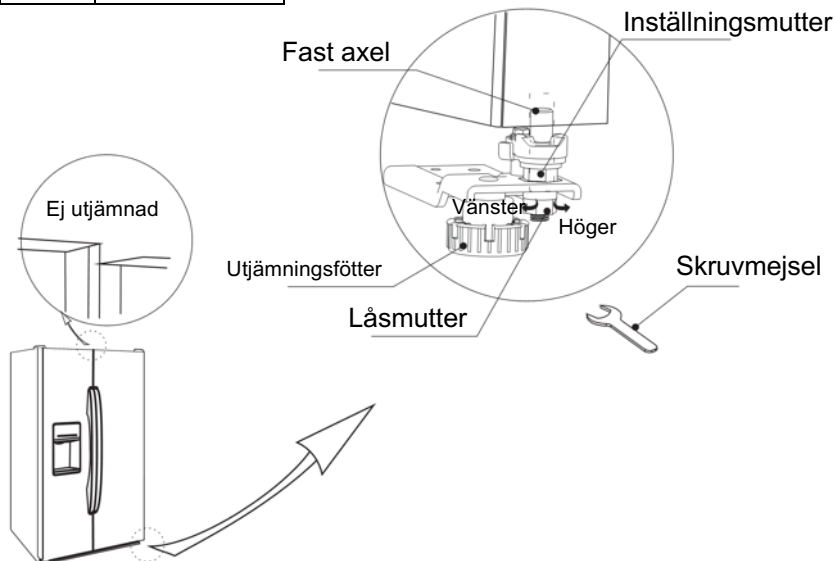 Inställningsmutter
Fast axel
Ej utjämnad
Vänster
Höger
Utjämningsfötter
Skruvmejsel
Låsmutter